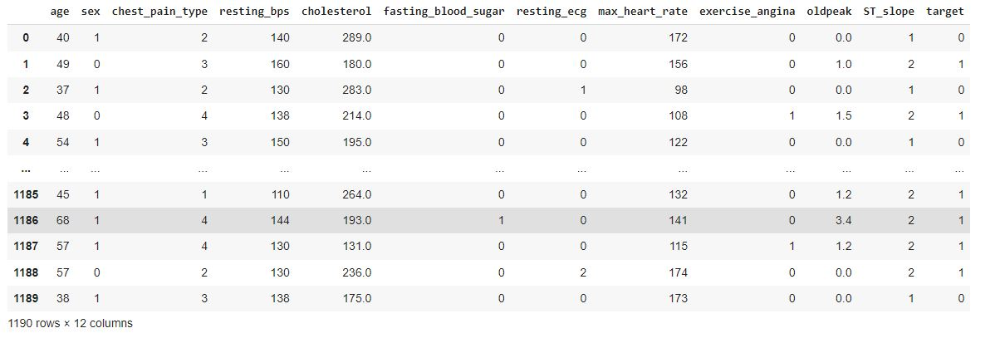 age sex chest_pain_type resting_bps cholesterol fasting_blood_sugar resting_ecg max_heart_rate exercise_angina oldpeak ST_slope target
0 40 1 2 140 289.0 0 0 172 0 0.0 1 0
1 49 0 3 160 180.0 0 0 156 0 1.0 2 1
2 37 1 2 130 283.0 0 1 98 0 0.0 1 0
3 48 0 4 138 214.0 0 0 108 1 1.5 2 1
4 54 1 3 150 195.0 0 0 122 0 0.0 1 0
... ... ... ... ... ... ... ... ... ... ... ... ...
1185 45 1 1 110 264.0 0 0 132 0 1.2 2 1
1186 68 1 4 144 193.0 1 0 141 0 3.4 2 1
1187 57 1 4 130 131.0 0 0 115 1 1.2 2 1
1188 57 0 2 130 236.0 0 2 174 0 0.0 2 1
1189 38 1 3 138 175.0 0 0 173 0 0.0 1 0
1190 rows × 12 columns